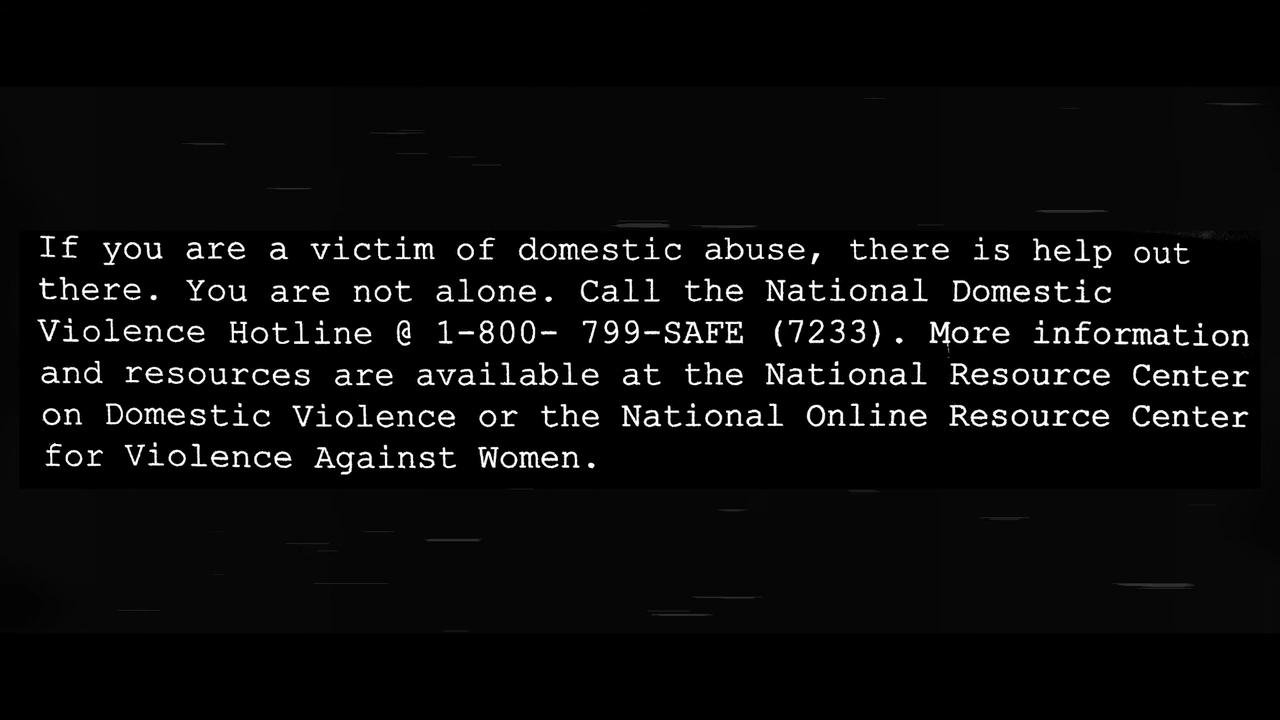 If you are a victim of domestic abuse, there is help out
there. You are not alone. Call the National Domestic
Violence Hotline @ 1-800- 799-SAFE (7233). More information
and resources are available at the National Resource Center
on Domestic Violence or the National Online Resource Center
for Violence Against Women.